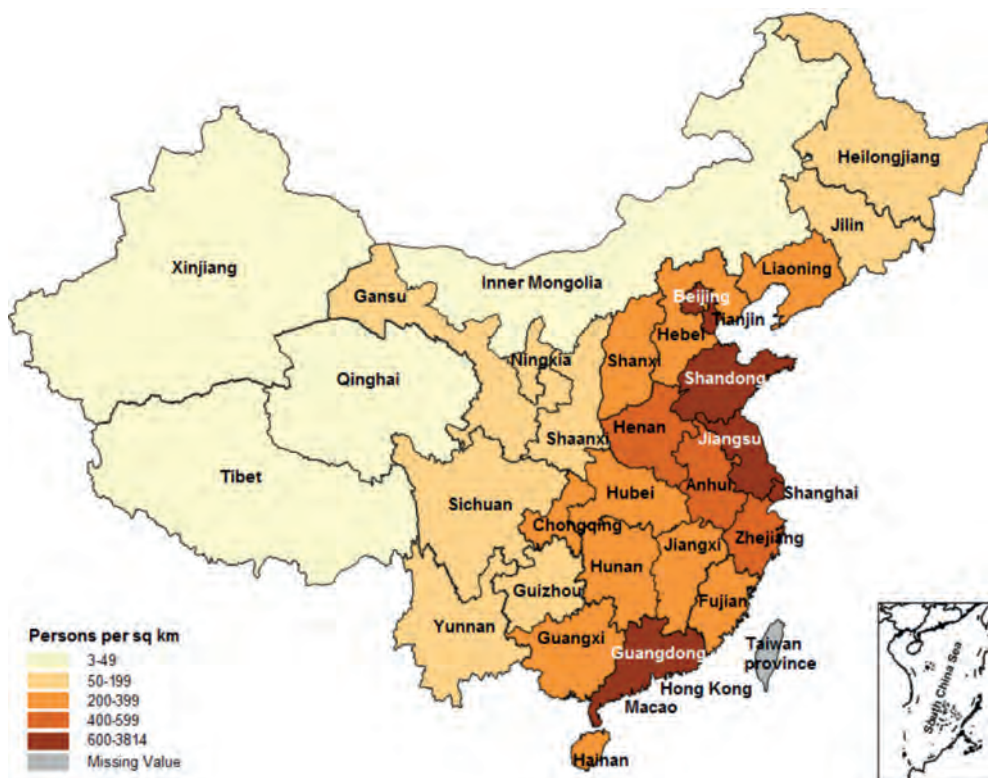 Heilongjiang
Jilin
Liaoning
Xinjiang
Inner Mongolia
Gansu
Beijing
Tianjin
Hebei
Ningxia
Shanxi
Qinghai
Shandong
Henan
Jiangsu
Shaanxi
Tibet
Sichuan
Hubei
Anhui
Shanghai
Chongqing
Zhejiang
Jiangxi
Hunan
Guizhou
Fujian
Yunnan
Guangxi
Guangdong
Taiwan
province
Hong Kong
Macao
Hainan
South China Sea
Persons per sq km
3-49
50-199
200-399
400-599
600-3814
Missing Value